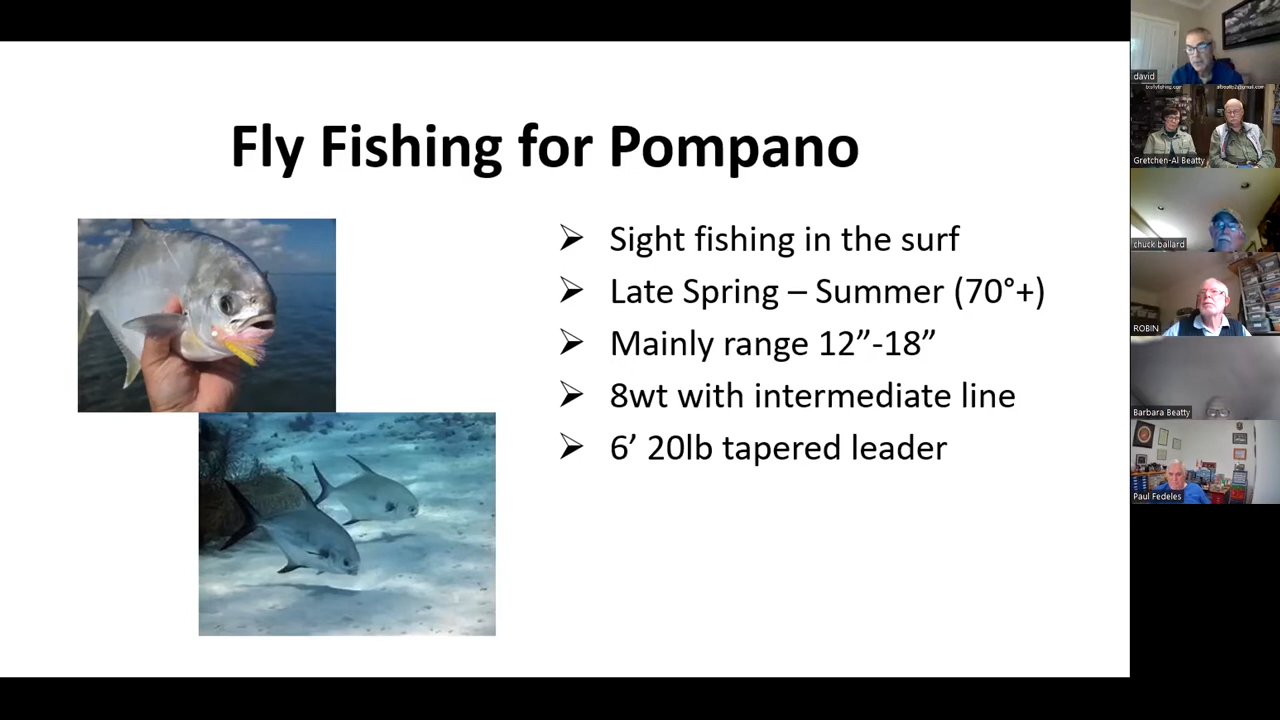 Fly Fishing for Pompano
➢ Sight fishing in the surf
➢ Late Spring – Summer (70°+)
➢ Mainly range 12”-18”
➢ 8wt with intermediate line
➢ 6’ 20lb tapered leader
david
Gretchen-Al Beatty
chuck ballard
ROBIN
Barbara Beatty
Paul Fedeles